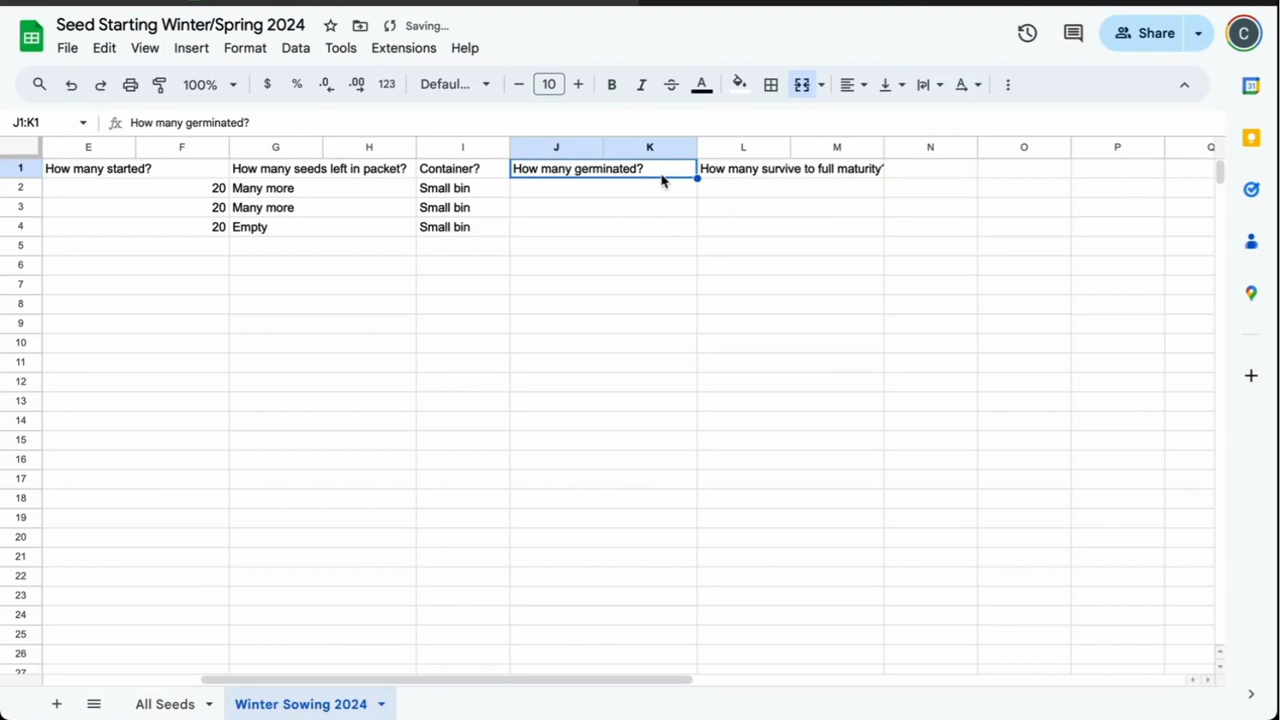 Seed Starting Winter/Spring 2024
Saving...
File Edit View Insert Format Data Tools Extensions Help
Share
C
100% $ % .0 .00 123 Defaul... − 10 + B I A
31
J1:K1 fx How many germinated?
E F G H I J K L M N O P Q
1 How many started? How many seeds left in packet? Container? How many germinated? How many survive to full maturity
2 20 Many more Small bin
3 20 Many more Small bin
4 20 Empty Small bin
5
6
7
8
9
10
11
12
13
14
15
16
17
18
19
20
21
22
23
24
25
26
27
+ All Seeds Winter Sowing 2024